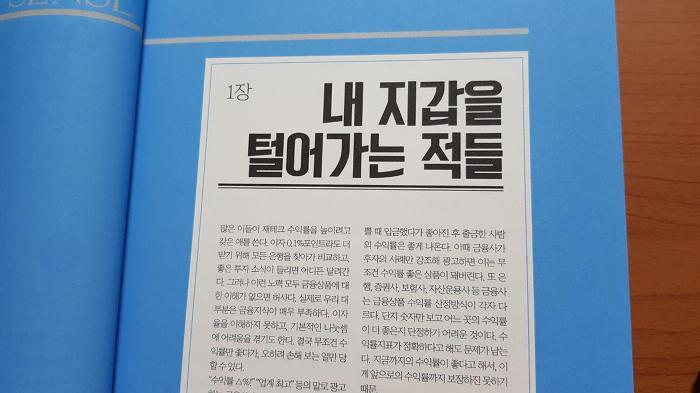 SENSE
1장
내 지갑을
털어가는 적들
많은 이들이 재테크 수익률을 높이려고
갖은 애를 쓴다. 이자 0.1%포인트라도 더
받기 위해 모든 은행을 찾아가 비교하고,
좋은 투자 소식이 들리면 어디든 달려간
다. 그러나 이런 노력 모두 금융상품에 대
한 이해가 없으면 허사다. 실제로 우리 대
부분은 금융지식이 매우 부족하다. 이자
율을 이해하지 못하고, 기본적인 나눗셈
에 어려움을 겪기도 한다. 결국 무조건 수
익률만 좇다가, 오히려 손해 보는 일만 당
할 수 있다.
“수익률 △%!” “업계 최고” 등의 말로 광고
쁠 때 입금했다가 좋아진 후 출금한 사람
의 수익률은 좋게 나온다. 이때 금융사가
후자의 사례만 강조해 광고하면 이는 무
조건 수익률 좋은 상품이 돼버린다. 또 은
행, 증권사, 보험사, 자산운용사 등 금융사
는 금융상품 수익률 산정방식이 각자 다
르다. 단지 숫자만 보고 어느 곳의 수익률
이 더 좋은지 단정하기 어려운 것이다. 수
익률지표가 정확하다고 해도 문제가 남는
다. 지금까지의 수익률이 좋다고 해서, 이
게 앞으로의 수익률까지 보장하진 못하기
때문